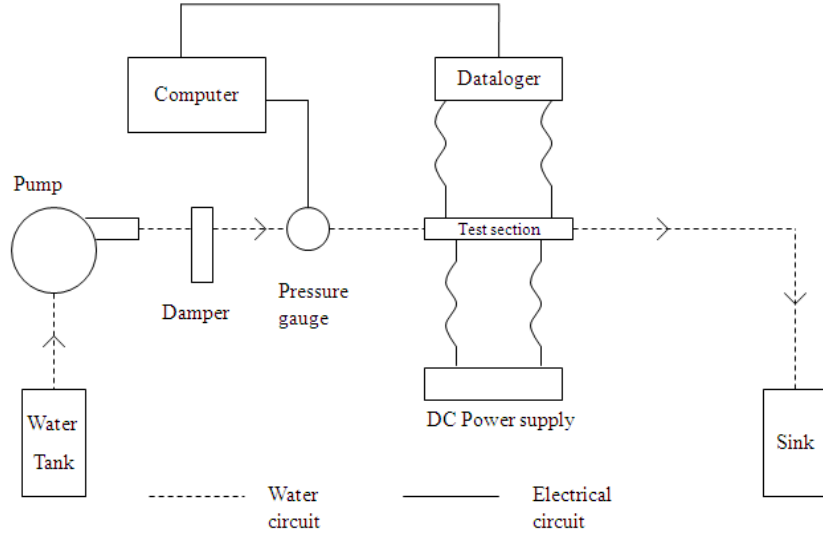 Computer
Dataloger
Pump
Test section
Damper
Pressure
gauge
DC Power supply
Water
Tank
Sink
Water
circuit
Electrical
circuit